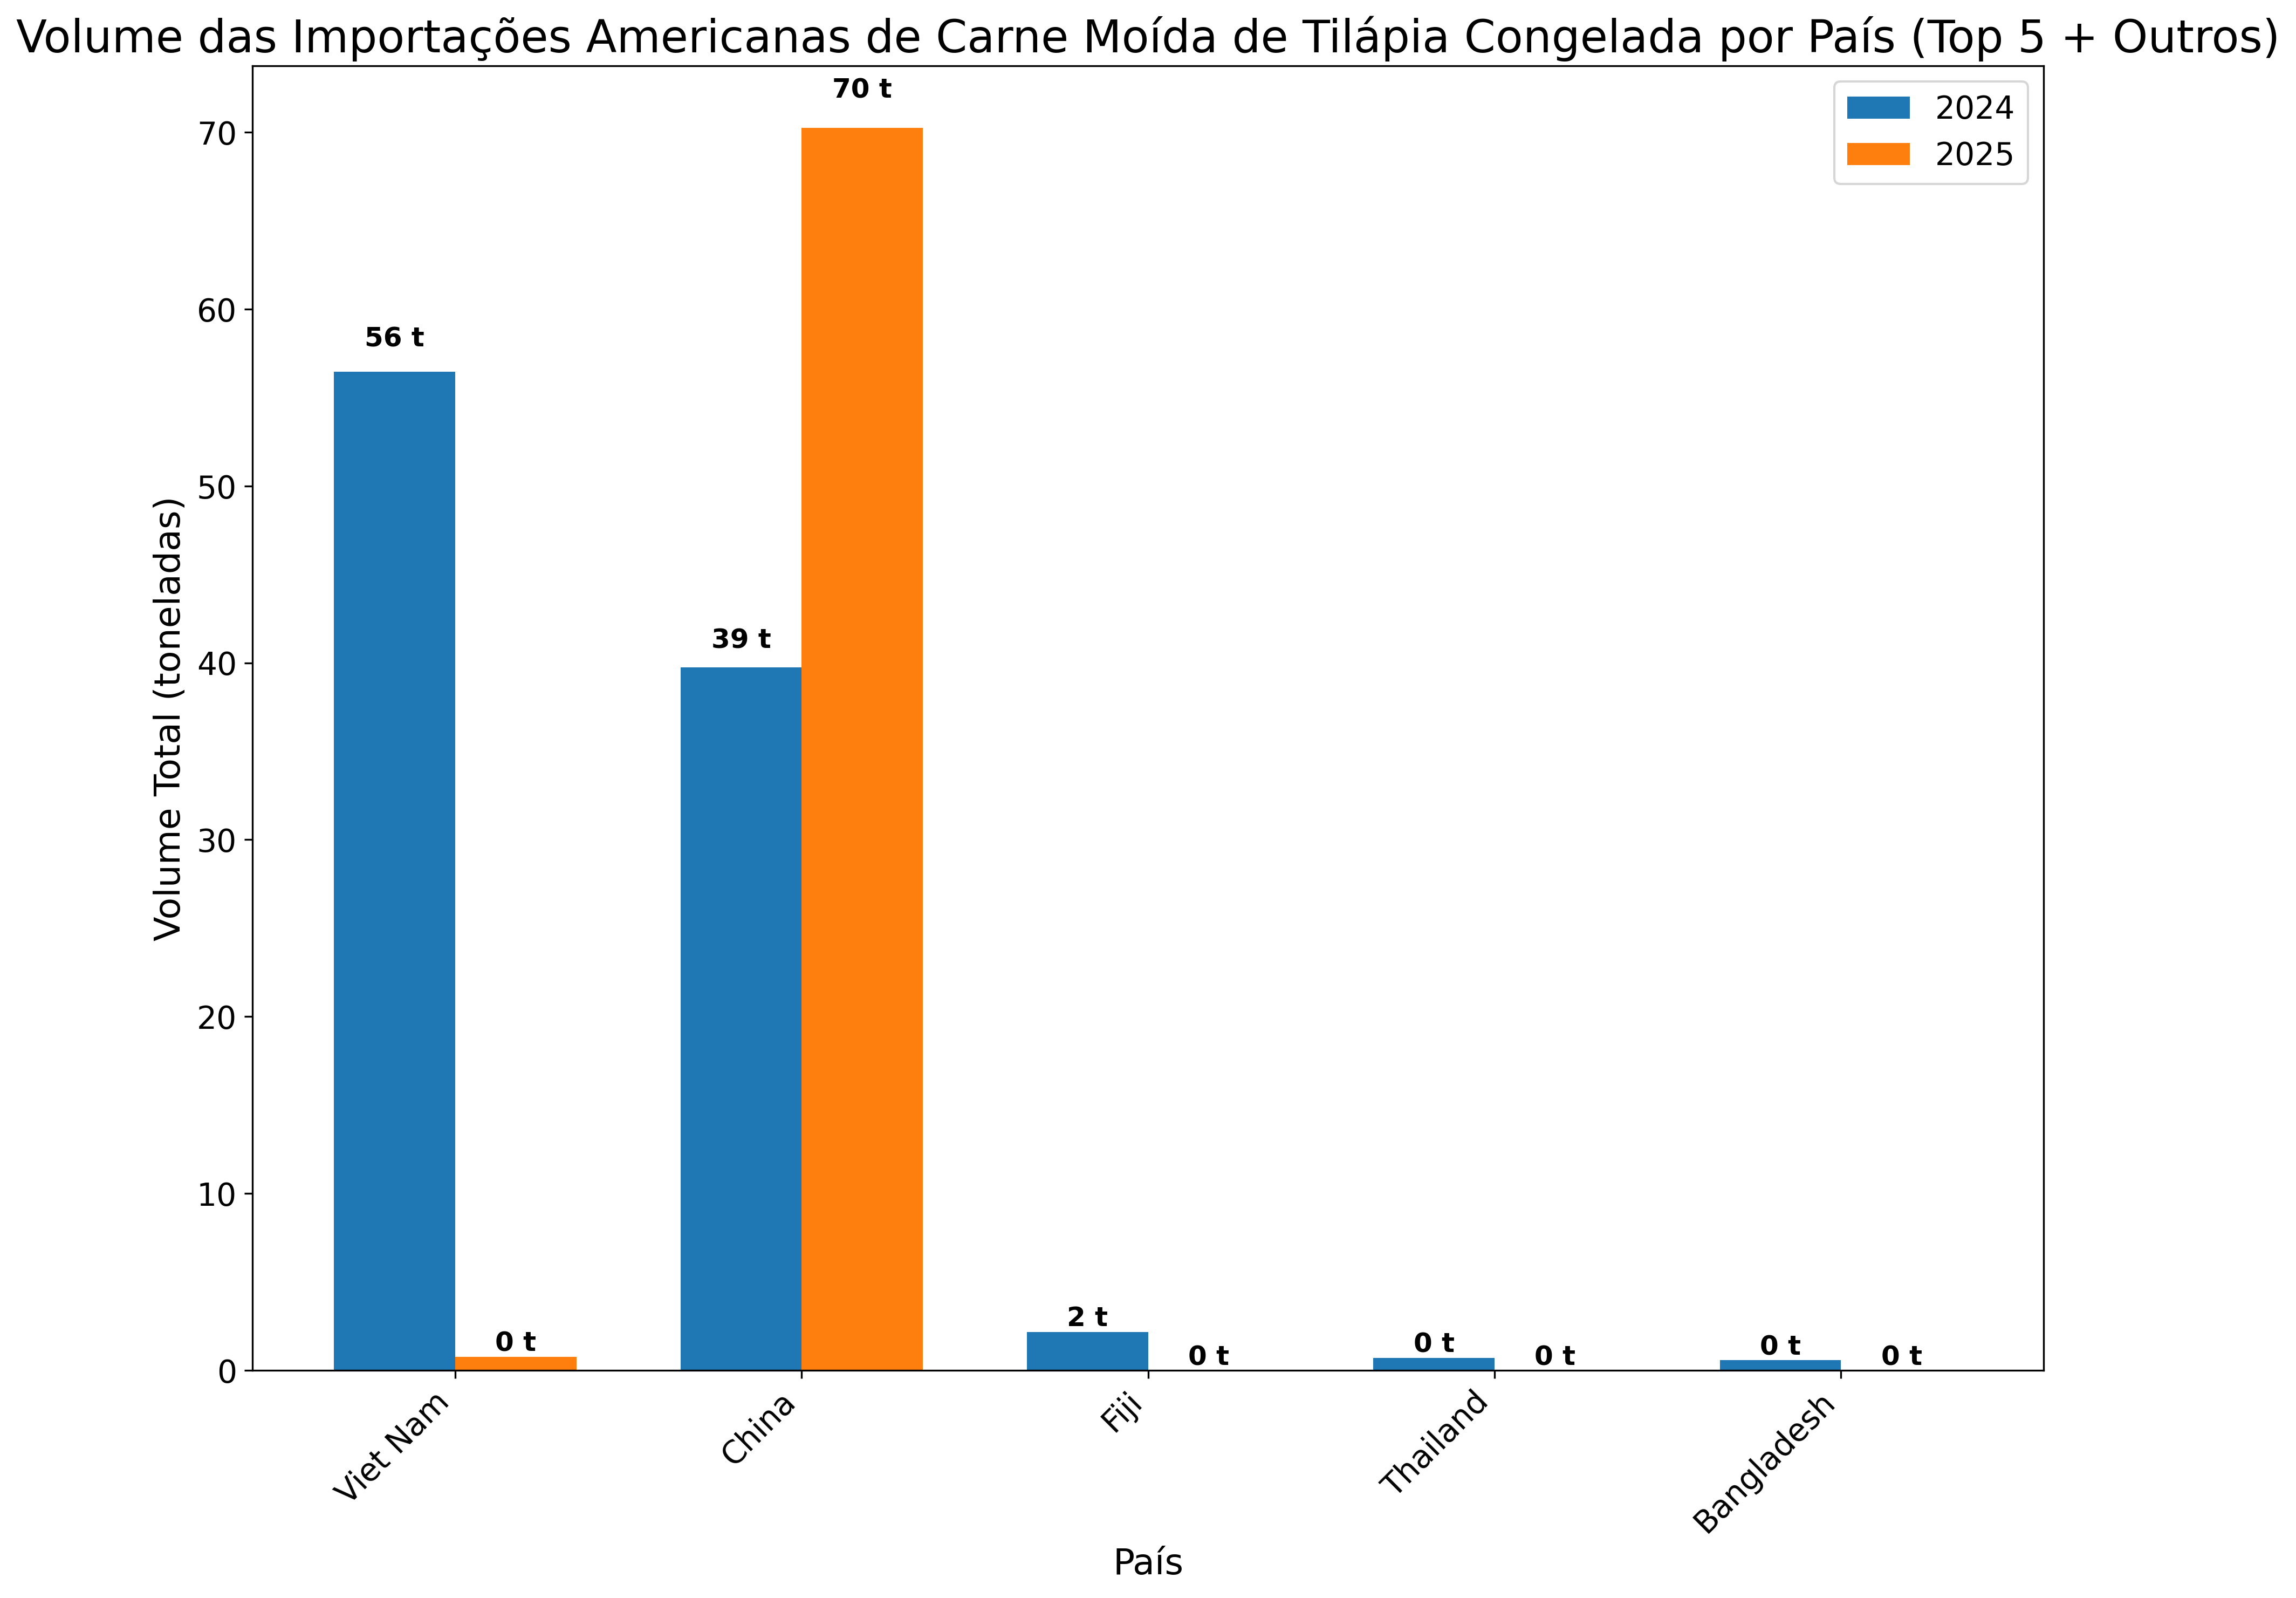 Volume das Importações Americanas de Carne Moída de Tilápia Congelada por País (Top 5 + Outros)
2024
2025
Volume Total (toneladas)
70
60
50
40
30
20
10
0
56 t
0 t
39 t
70 t
2 t
0 t
0 t
0 t
0 t
0 t
Viet Nam
China
Fiji
Thailand
Bangladesh
País